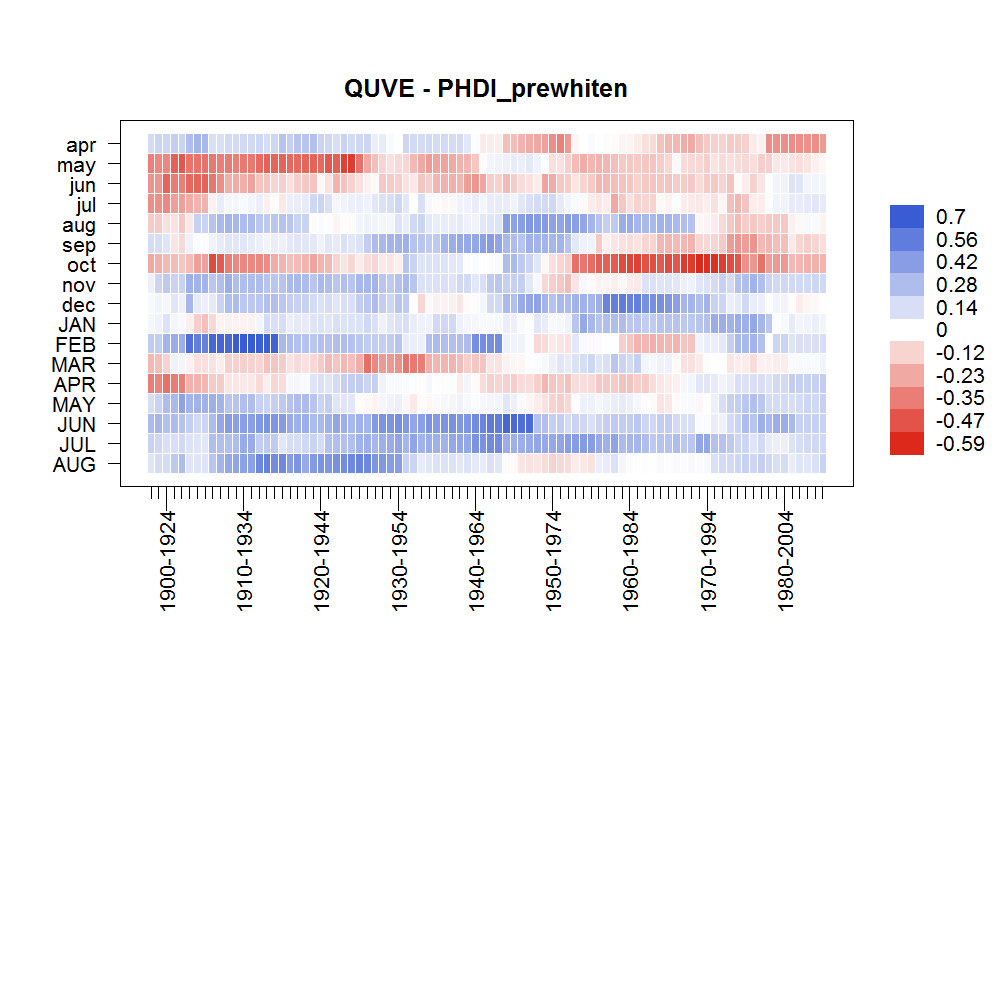 QUVE - PHDI_prewhiten
apr
may
jun
jul
aug
sep
oct
nov
dec
JAN
FEB
MAR
APR
MAY
JUN
JUL
AUG
0.7
0.56
0.42
0.28
0.14
0
-0.12
-0.23
-0.35
-0.47
-0.59
1900-1924
1910-1934
1920-1944
1930-1954
1940-1964
1950-1974
1960-1984
1970-1994
1980-2004